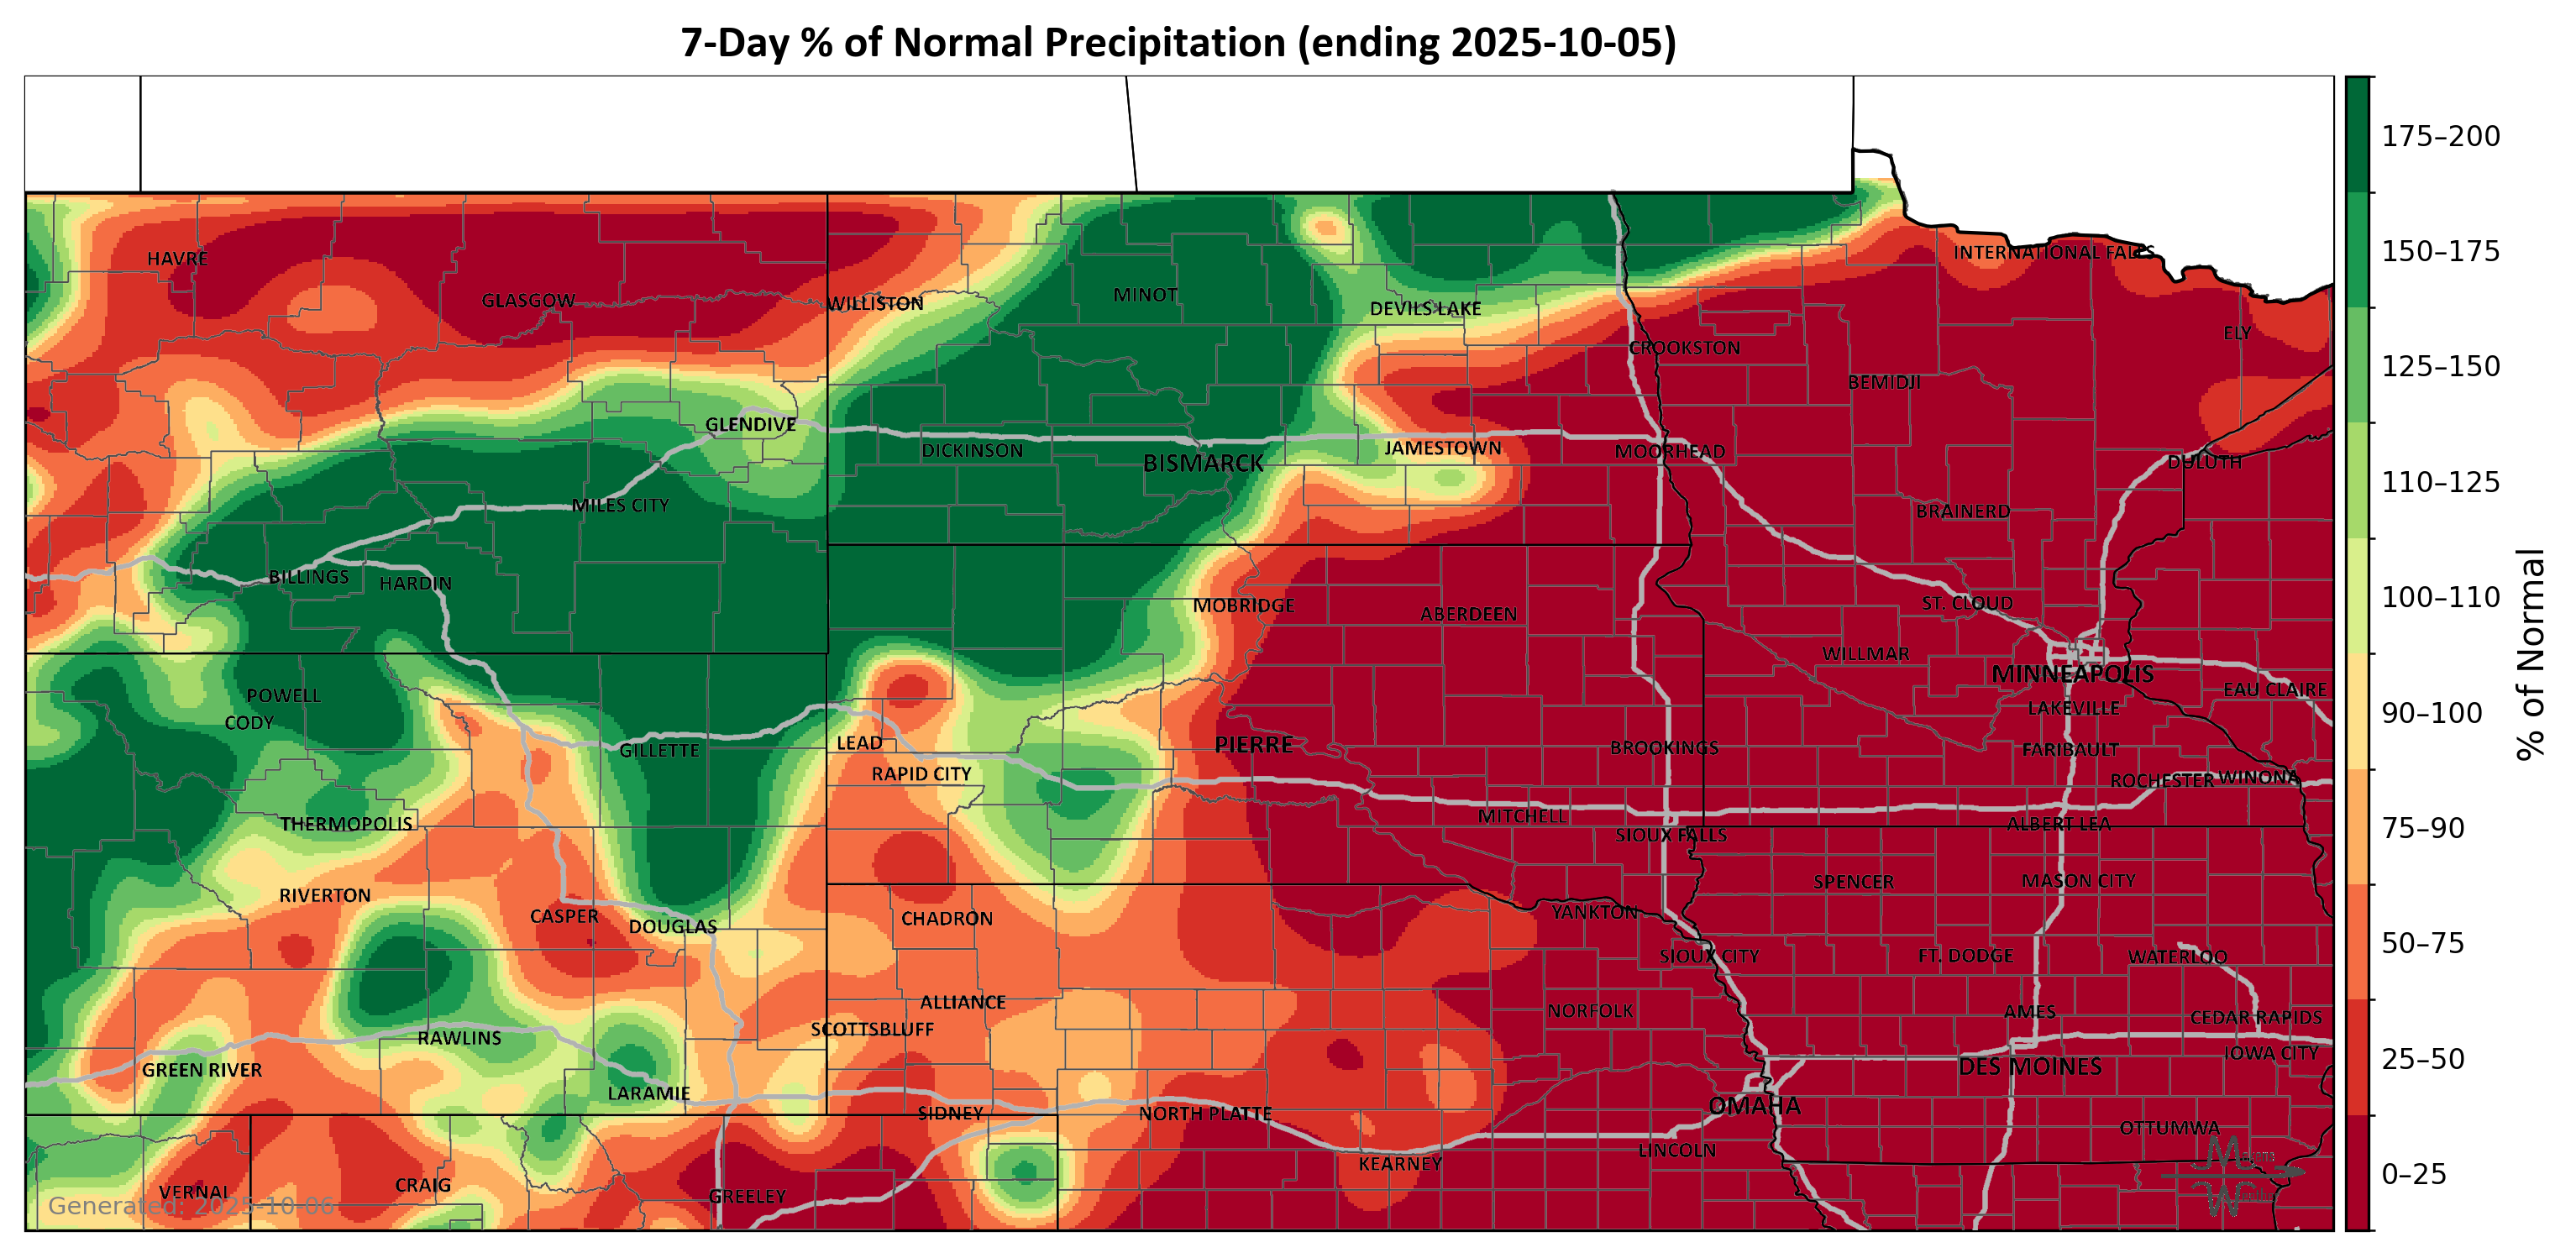 7-Day % of Normal Precipitation (ending 2025-10-05)
175–200
INTERNATIONAL FALLS
150–175
HAVRE
MINOT
GLASGOW
WILLISTON
DEVILS LAKE
ELY
CROOKSTON
125–150
BEMIDJI
GLENDIVE
DICKINSON
JAMESTOWN
MOORHEAD
BISMARCK
DULUTH
110–125
MILES CITY
BRAINERD
BILLINGS
HARDIN
100–110
MOBRIDGE
ST. CLOUD
ABERDEEN
WILLMAR
MINNEAPOLIS
EAU CLAIRE
POWELL
LAKEVILLE
90–100
CODY
LEAD
PIERRE
BROOKINGS
GILLETTE
FARIBAULT
RAPID CITY
ROCHESTER
WINONA
% of Normal
MITCHELL
THERMOPOLIS
ALBERT LEA
75–90
SIOUX FALLS
SPENCER
MASON CITY
RIVERTON
CASPER
CHADRON
YANKTON
DOUGLAS
50–75
SIOUX CITY
FT. DODGE
WATERLOO
ALLIANCE
NORFOLK
AMES
CEDAR RAPIDS
SCOTTSBLUFF
RAWLINS
IOWA CITY
25–50
GREEN RIVER
DES MOINES
LARAMIE
OMAHA
SIDNEY
NORTH PLATTE
OTTUMWA
LINCOLN
KEARNEY
0–25
VERNAL
CRAIG
GREELEY
Generated: 2025-10-06